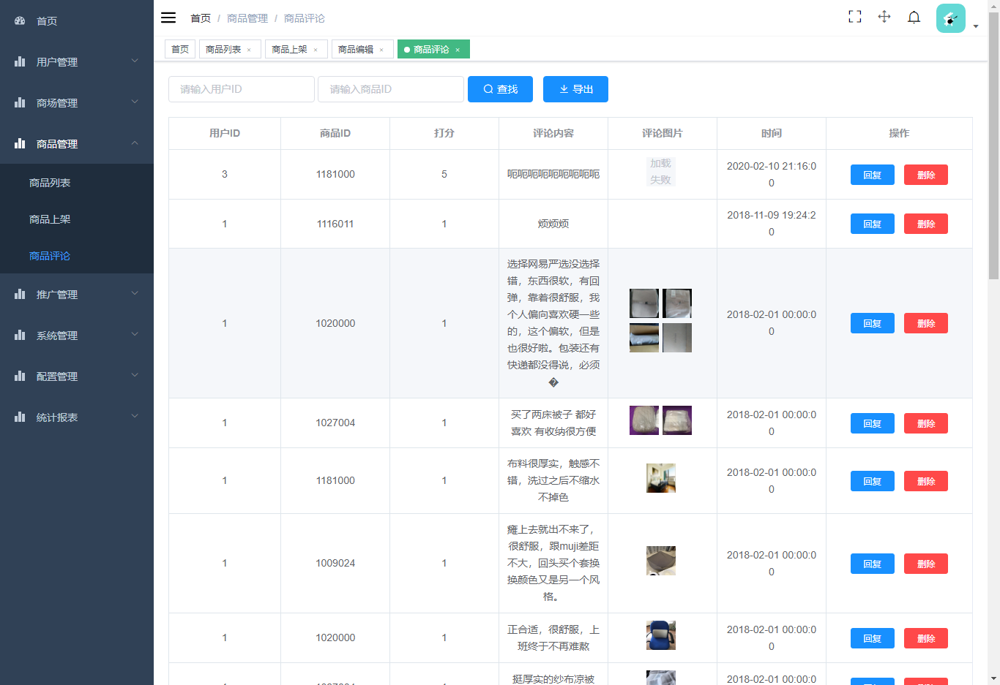 首页
用户管理
商场管理
商品管理
商品列表
商品上架
商品评论
推广管理
系统管理
配置管理
统计报表
首页 / 商品管理 / 商品评论
首页 商品列表 × 商品上架 × 商品编辑 × 商品评论 ×
请输入用户ID 请输入商品ID 查找 导出
用户ID 商品ID 打分 评论内容 评论图片 时间 操作
3 1181000 5 呃呃呃呃呃呃呃呃呃 加载
失败 2020-02-10 21:16:0
0 回复 删除
1 1116011 1 烦烦烦 2018-11-09 19:24:2
0 回复 删除
1 1020000 1 选择网易严选没选择
错，东西很软，有回
弹，靠着很舒服，我
个人偏向喜欢硬一些
的，这个偏软，但是
也很好啦。包装还有
快递都没得说，必须
�
2018-02-01 00:00:0
0 回复 删除
1 1027004 1 买了两床被子 都好
喜欢 有收纳很方便
2018-02-01 00:00:0
0 回复 删除
1 1181000 1 布料很厚实，触感不
错，洗过之后不缩水
不掉色
2018-02-01 00:00:0
0 回复 删除
1 1009024 1 瘫上去就出不来了，
很舒服，跟muji差距
不大，回头买个套换
换颜色又是另一个风
格。
2018-02-01 00:00:0
0 回复 删除
1 1020000 1 正合适，很舒服，上
班终于不再难熬
2018-02-01 00:00:0
0 回复 删除
挺厚实的纱布凉被
2018-02-01 00:00:0